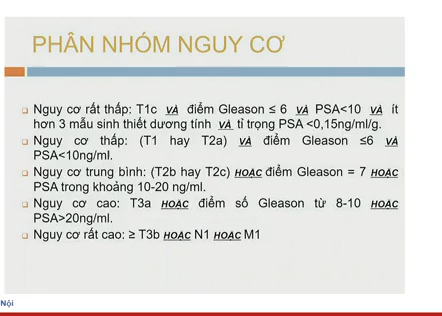 PHÂN NHÓM NGUY CƠ
Nguy cơ rất thấp: T1c VÀ điểm Gleason ≤ 6 VÀ PSA<10 VÀ ít
hơn 3 mẫu sinh thiết dương tính VÀ tỉ trọng PSA <0,15ng/ml/g.
Nguy cơ thấp: (T1 hay T2a) VÀ điểm Gleason ≤6 VÀ
PSA<10ng/ml.
Nguy cơ trung bình: (T2b hay T2c) HOẶC điểm Gleason = 7 HOẶC
PSA trong khoảng 10-20 ng/ml.
Nguy cơ cao: T3a HOẶC điểm số Gleason từ 8-10 HOẶC
PSA>20ng/ml.
Nguy cơ rất cao: ≥ T3b HOẶC N1 HOẶC M1
Nội